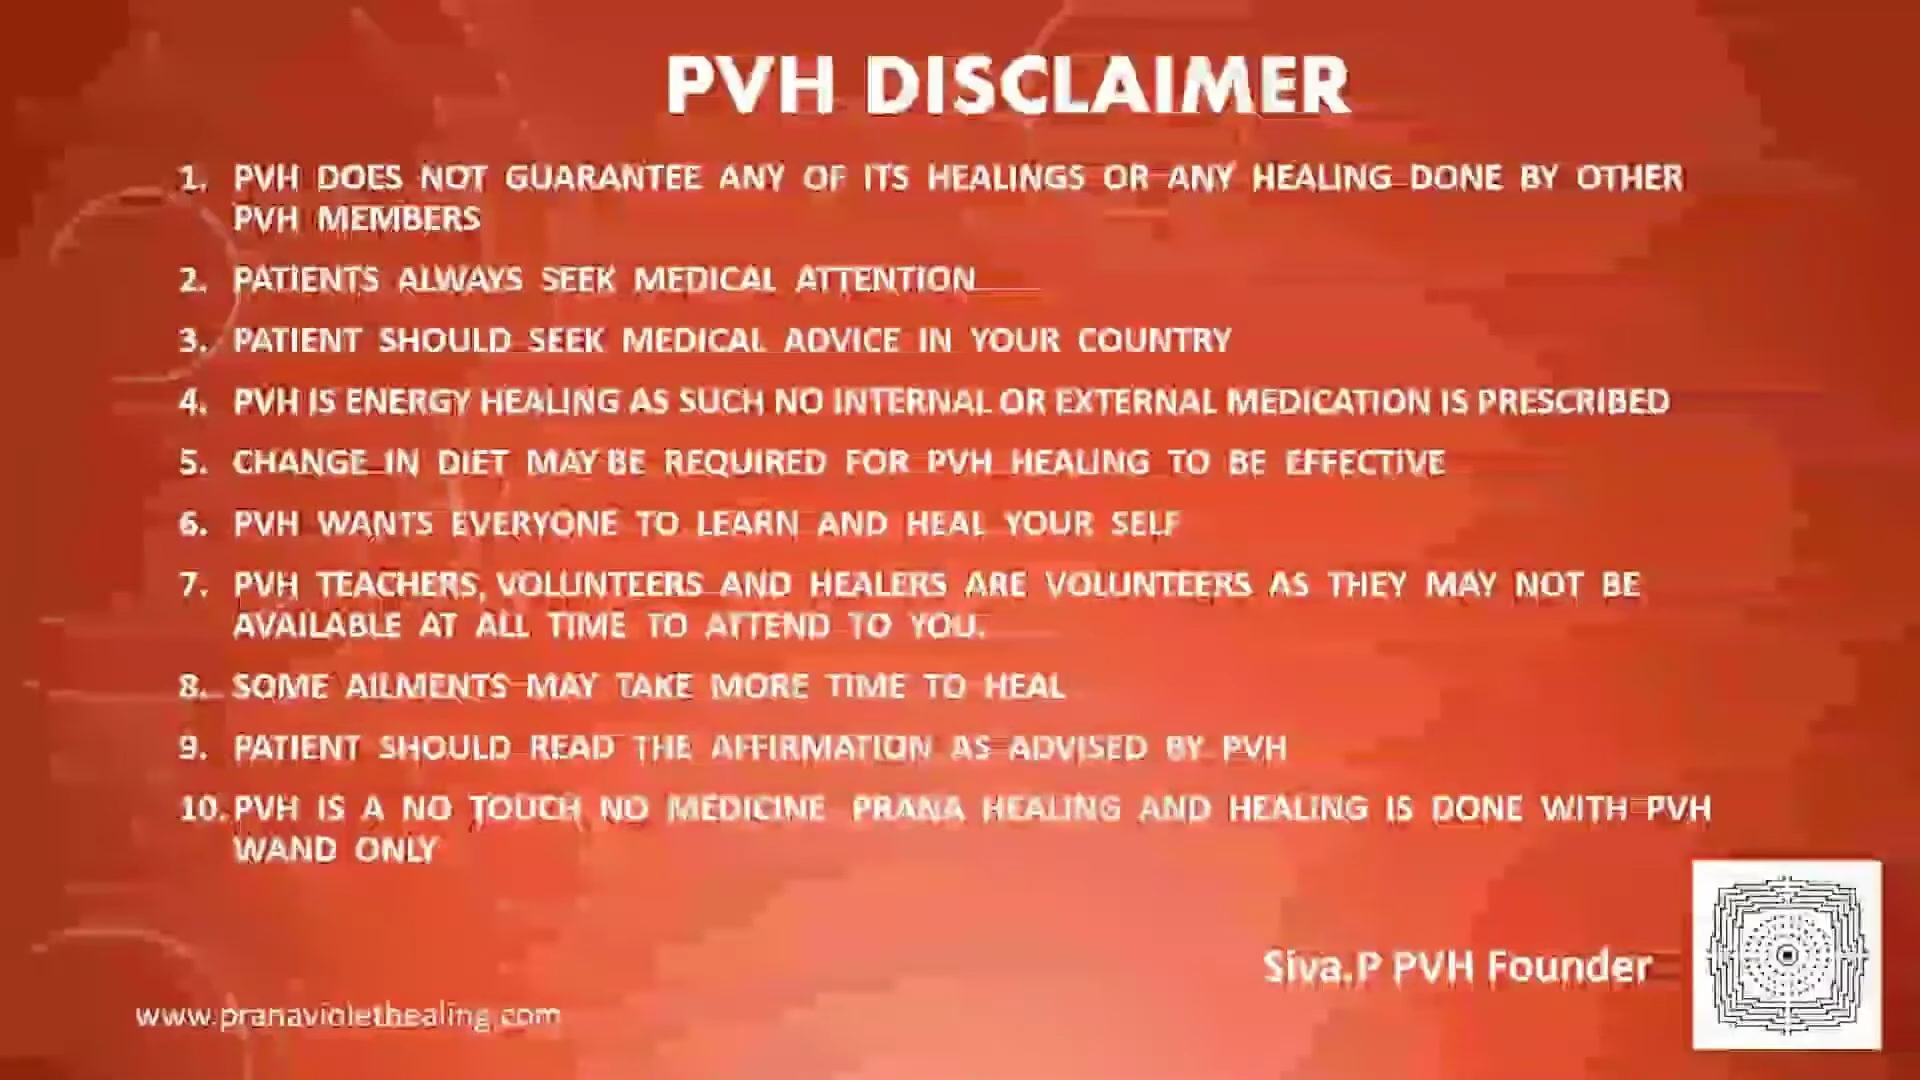 PVH DISCLAIMER
1. PVH DOES NOT GUARANTEE ANY OF ITS HEALINGS OR ANY HEALING DONE BY OTHER
PVH MEMBERS
2. PATIENTS ALWAYS SEEK MEDICAL ATTENTION
3. PATIENT SHOULD SEEK MEDICAL ADVICE IN YOUR COUNTRY
4. PVH IS ENERGY HEALING AS SUCH NO INTERNAL OR EXTERNAL MEDICATION IS PRESCRIBED
5. CHANGE IN DIET MAY BE REQUIRED FOR PVH HEALING TO BE EFFECTIVE
6. PVH WANTS EVERYONE TO LEARN AND HEAL YOUR SELF
7. PVH TEACHERS, VOLUNTEERS AND HEALERS ARE VOLUNTEERS AS THEY MAY NOT BE
AVAILABLE AT ALL TIME TO ATTEND TO YOU.
8. SOME AILMENTS MAY TAKE MORE TIME TO HEAL
9. PATIENT SHOULD READ THE AFFIRMATION AS ADVISED BY PVH
10. PVH IS A NO TOUCH NO MEDICINE PRANA HEALING AND HEALING IS DONE WITH PVH
WAND ONLY
Siva.P PVH Founder
www.pranaviolethealing.com